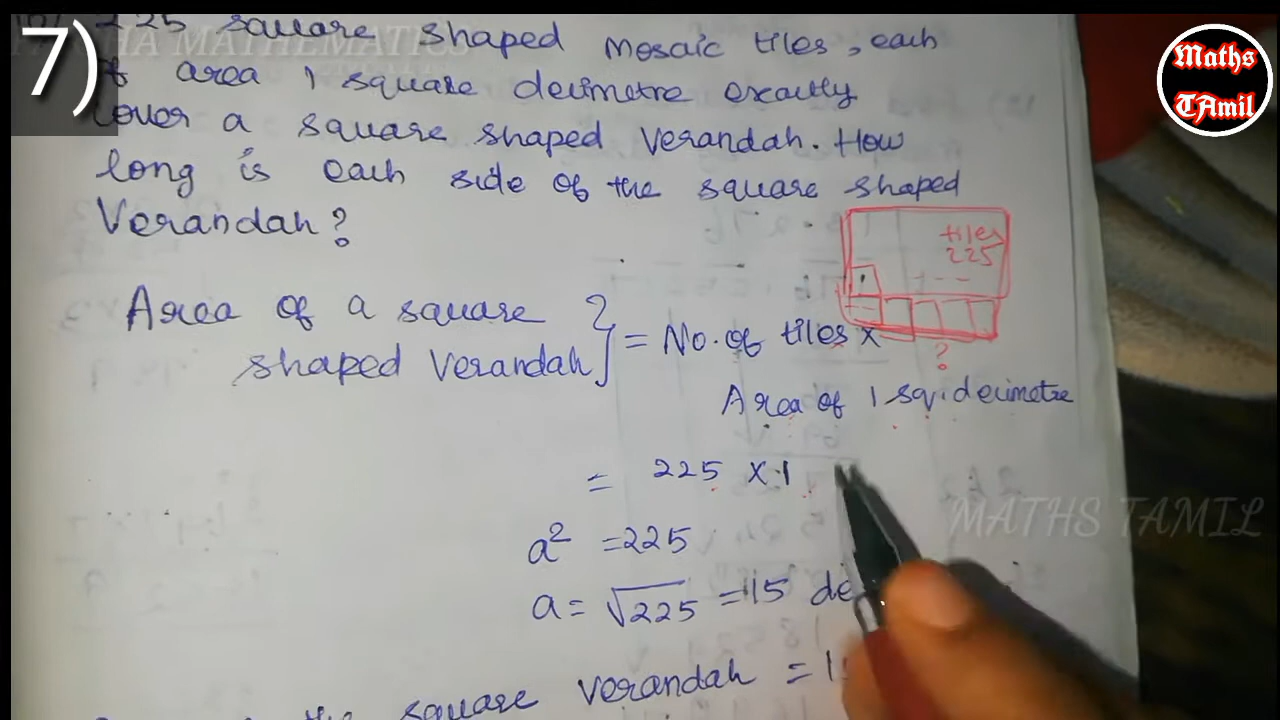 7)
225 square shaped mosaic tiles, each
of area 1 square decimetre exactly
cover a square shaped Verandah. How
long is each side of the square shaped
Verandah?
tiles
225
Area of a square
shaped Verandah } = No. of tiles x
?
Area of 1 sq. decimetre
= 225 x 1
a² = 225
a = √225 = 15 de
the square verandah = 1
Maths
TAmil
MATHS TAMIL
MATHEMATICS